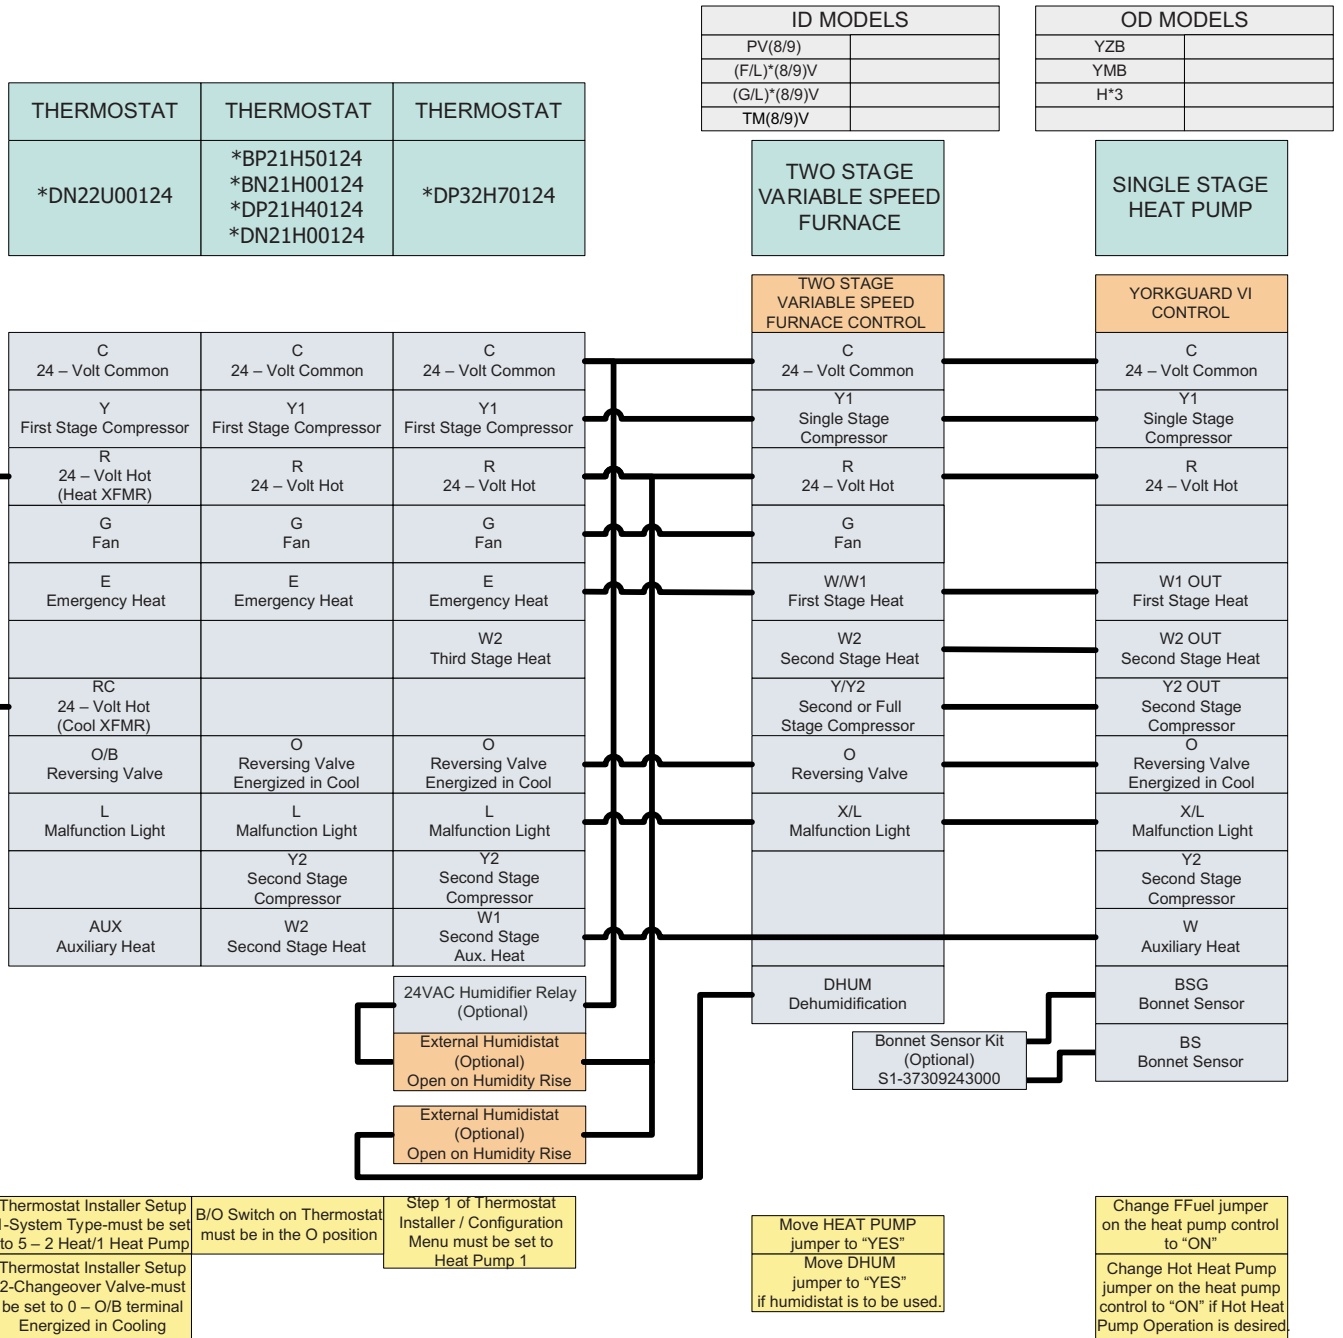 ID MODELS
PV(8/9)
(F/L)*(8/9)V
(G/L)*(8/9)V
TM(8/9)V
OD MODELS
YZB
YMB
H*3
THERMOSTAT
THERMOSTAT
THERMOSTAT
*DN22U00124
*BP21H50124
*BN21H00124
*DP21H40124
*DN21H00124
*DP32H70124
TWO STAGE
VARIABLE SPEED
FURNACE
SINGLE STAGE
HEAT PUMP
TWO STAGE
VARIABLE SPEED
FURNACE CONTROL
YORKGUARD VI
CONTROL
C
24 – Volt Common
C
24 – Volt Common
C
24 – Volt Common
C
24 – Volt Common
C
24 – Volt Common
Y
First Stage Compressor
Y1
First Stage Compressor
Y1
First Stage Compressor
Y1
Single Stage
Compressor
Y1
Single Stage
Compressor
R
24 – Volt Hot
(Heat XFMR)
R
24 – Volt Hot
R
24 – Volt Hot
R
24 – Volt Hot
R
24 – Volt Hot
G
Fan
G
Fan
G
Fan
G
Fan
E
Emergency Heat
E
Emergency Heat
E
Emergency Heat
W/W1
First Stage Heat
W1 OUT
First Stage Heat
W2
Third Stage Heat
W2
Second Stage Heat
W2 OUT
Second Stage Heat
RC
24 – Volt Hot
(Cool XFMR)
Y/Y2
Second or Full
Stage Compressor
Y2 OUT
Second Stage
Compressor
O/B
Reversing Valve
O
Reversing Valve
Energized in Cool
O
Reversing Valve
Energized in Cool
O
Reversing Valve
O
Reversing Valve
Energized in Cool
L
Malfunction Light
L
Malfunction Light
L
Malfunction Light
X/L
Malfunction Light
X/L
Malfunction Light
Y2
Second Stage
Compressor
Y2
Second Stage
Compressor
Y2
Second Stage
Compressor
AUX
Auxiliary Heat
W2
Second Stage Heat
W1
Second Stage
Aux. Heat
W
Auxiliary Heat
24VAC Humidifier Relay
(Optional)
DHUM
Dehumidification
BSG
Bonnet Sensor
External Humidistat
(Optional)
Open on Humidity Rise
Bonnet Sensor Kit
(Optional)
S1-37309243000
BS
Bonnet Sensor
External Humidistat
(Optional)
Open on Humidity Rise
Thermostat Installer Setup
1-System Type-must be set
to 5 – 2 Heat/1 Heat Pump
B/O Switch on Thermostat
must be in the O position
Step 1 of Thermostat
Installer / Configuration
Menu must be set to
Heat Pump 1
Move HEAT PUMP
jumper to “YES”
Change FFuel jumper
on the heat pump control
to “ON”
Thermostat Installer Setup
2-Changeover Valve-must
be set to 0 – O/B terminal
Energized in Cooling
Move DHUM
jumper to “YES”
if humidistat is to be used.
Change Hot Heat Pump
jumper on the heat pump
control to “ON” if Hot Heat
Pump Operation is desired.